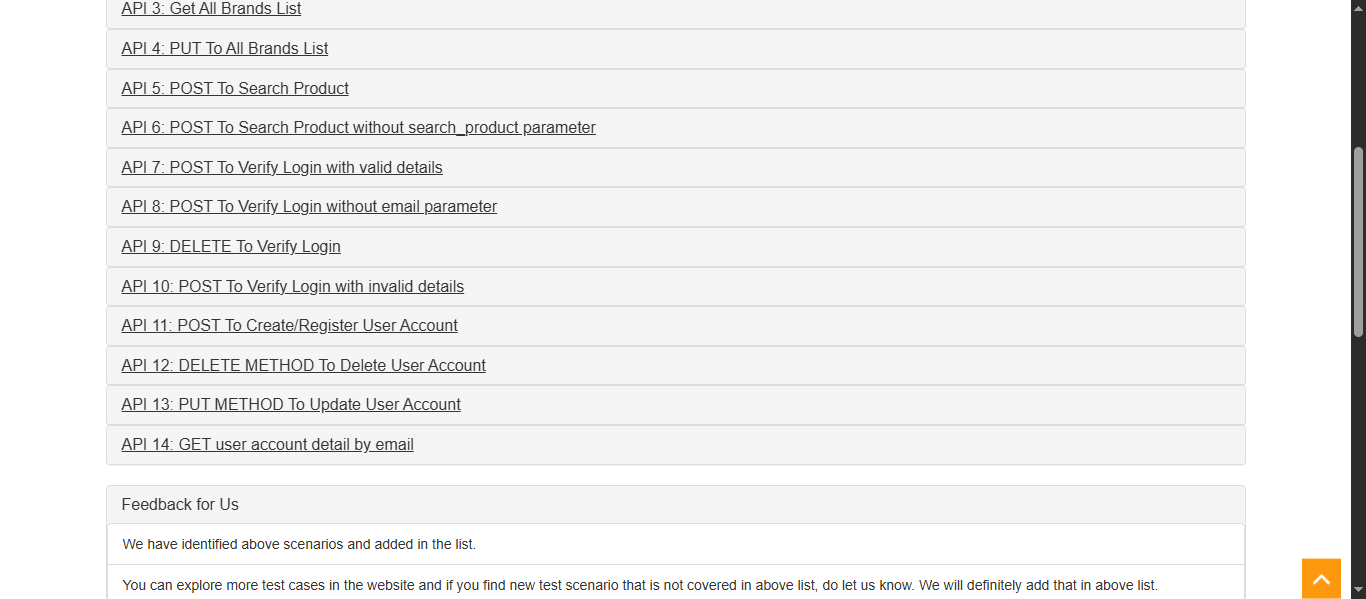 API 3: Get All Brands List
API 4: PUT To All Brands List
API 5: POST To Search Product
API 6: POST To Search Product without search_product parameter
API 7: POST To Verify Login with valid details
API 8: POST To Verify Login without email parameter
API 9: DELETE To Verify Login
API 10: POST To Verify Login with invalid details
API 11: POST To Create/Register User Account
API 12: DELETE METHOD To Delete User Account
API 13: PUT METHOD To Update User Account
API 14: GET user account detail by email
Feedback for Us
We have identified above scenarios and added in the list.
You can explore more test cases in the website and if you find new test scenario that is not covered in above list, do let us know. We will definitely add that in above list.